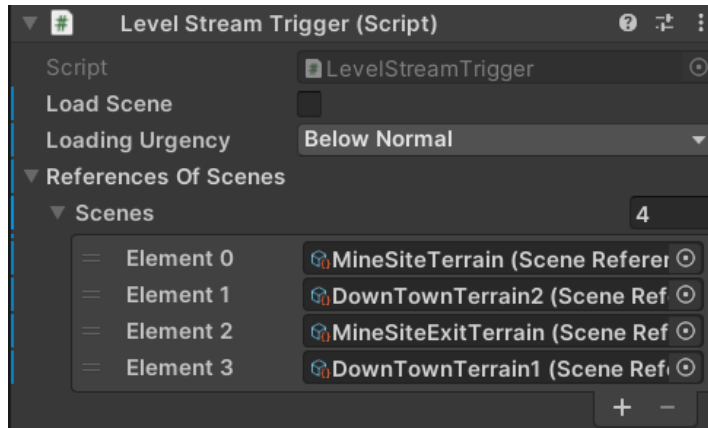 # Level Stream Trigger (Script)
Script # LevelStreamTrigger
Load Scene
Loading Urgency Below Normal
References Of Scenes
Scenes 4
Element 0 MineSiteTerrain (Scene Referer
Element 1 DownTownTerrain2 (Scene Ref
Element 2 MineSiteExitTerrain (Scene Ref
Element 3 DownTownTerrain1 (Scene Ref